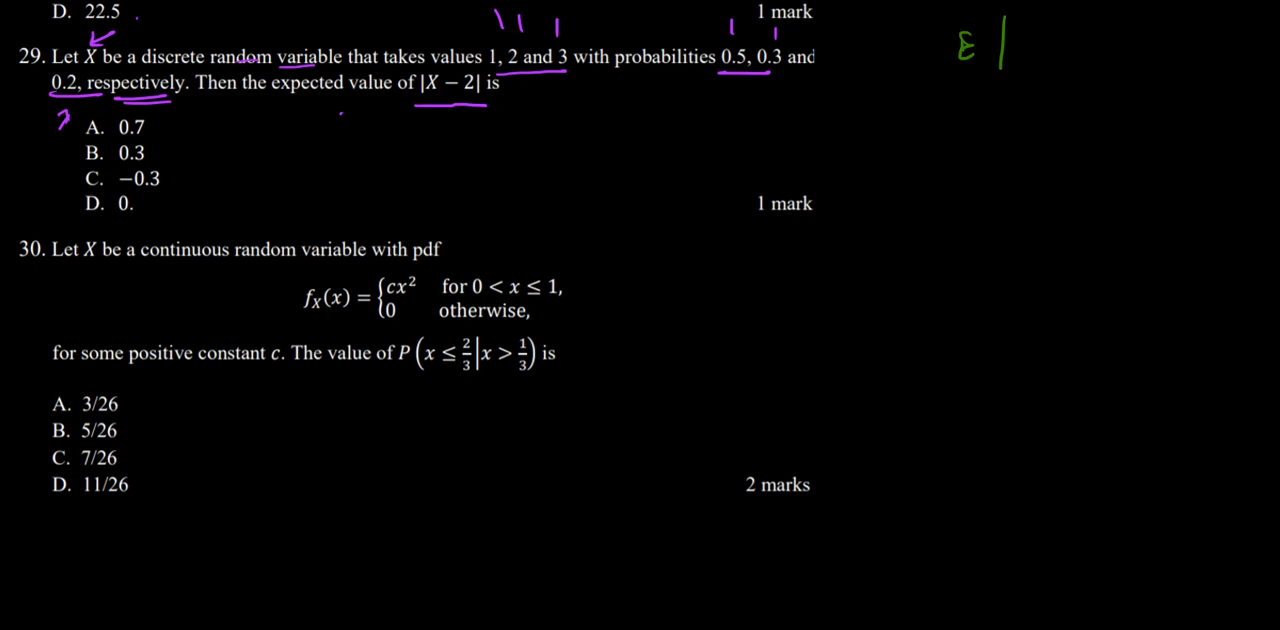 D. 22.5
1 mark
29. Let X be a discrete random variable that takes values 1, 2 and 3 with probabilities 0.5, 0.3 and
0.2, respectively. Then the expected value of |X − 2| is
A. 0.7
B. 0.3
C. −0.3
D. 0.
1 mark
30. Let X be a continuous random variable with pdf
f_X(x) = { cx² for 0 < x ≤ 1,
0 otherwise,
for some positive constant c. The value of P (x ≤ 2/3 | x > 1/3) is
A. 3/26
B. 5/26
C. 7/26
D. 11/26
2 marks